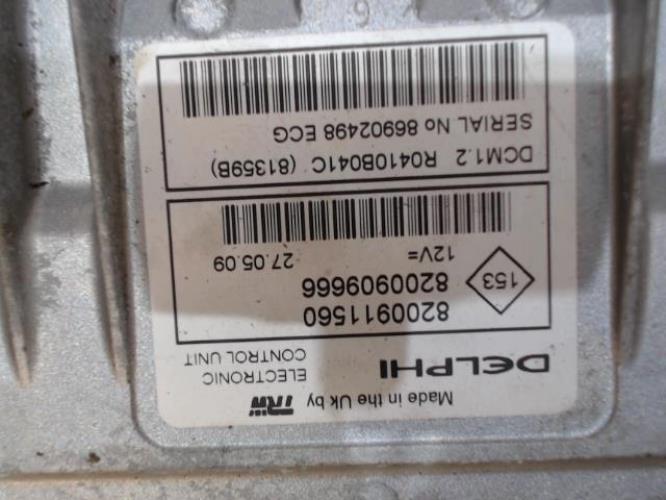 Made in the Uk by TRW
DELPHI ELECTRONIC CONTROL UNIT
8200911560
8200909666
153
12V= 27.05.09
DCM1.2 R0410B041C (81359B)
SERIAL No 86902498 ECG